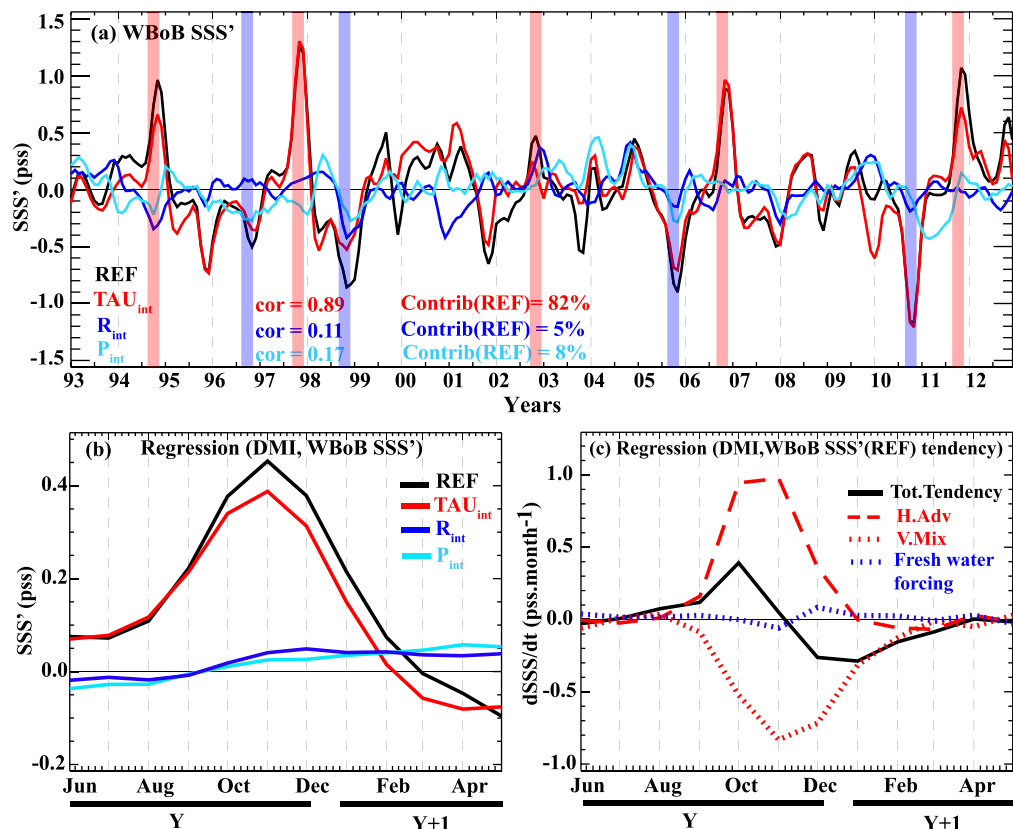 (a) WBoB SSS'
SSS' (pss)
1.5
1.0
0.5
0.0
-0.5
-1.0
-1.5
REF
TAUint cor = 0.89 Contrib(REF)= 82%
Rint cor = 0.11 Contrib(REF)= 5%
Pint cor = 0.17 Contrib(REF)= 8%
93 94 95 96 97 98 99 00 01 02 03 04 05 06 07 08 09 10 11 12
Years
(b) Regression (DMI, WBoB SSS')
SSS' (pss)
0.4
0.2
0.0
-0.2
REF
TAUint
Rint
Pint
Jun Aug Oct Dec Feb Apr
Y Y+1
(c) Regression (DMI,WBoB SSS'(REF) tendency)
dSSS/dt (pss.month-1)
1.0
0.5
0.0
-0.5
-1.0
Tot.Tendency
H.Adv
V.Mix
Fresh water
forcing
Jun Aug Oct Dec Feb Apr
Y Y+1